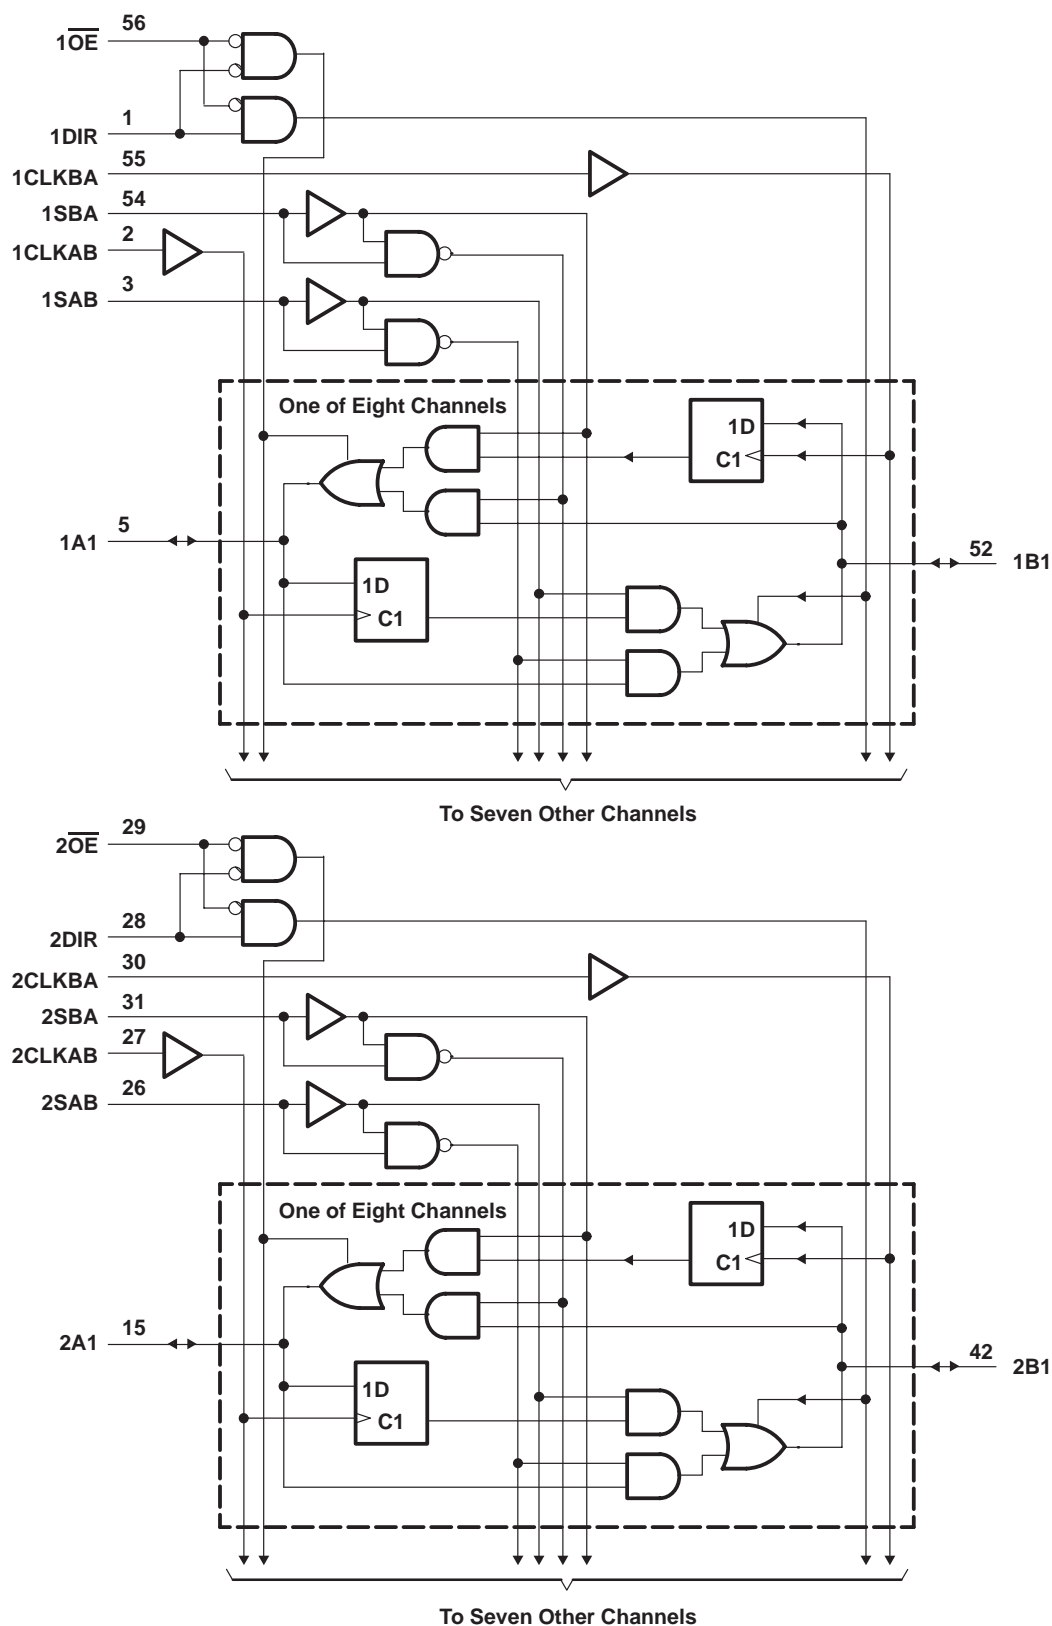 56
1O̅E̅
1
1DIR
55
1CLKBA
54
1SBA
2
1CLKAB
3
1SAB
One of Eight Channels
1D
C1
5
1A1
52
1B1
1D
C1
To Seven Other Channels
29
2O̅E̅
28
2DIR
30
2CLKBA
31
2SBA
27
2CLKAB
26
2SAB
One of Eight Channels
1D
C1
15
2A1
42
2B1
1D
C1
To Seven Other Channels